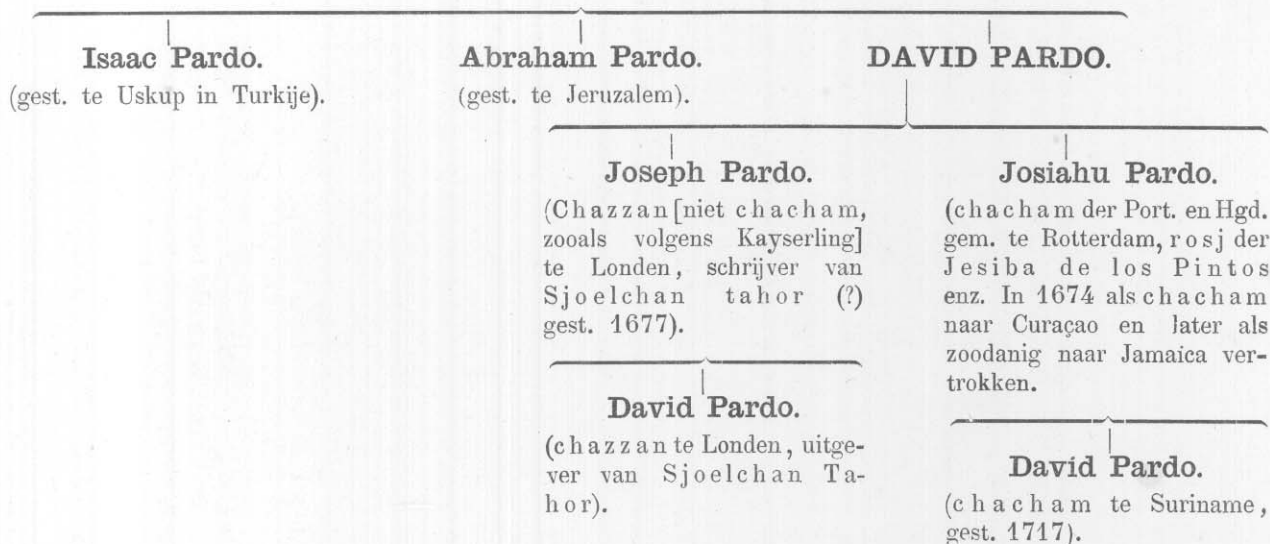 Isaac Pardo.
(gest. te Uskup in Turkije).
Abraham Pardo.
(gest. te Jeruzalem).
DAVID PARDO.
Joseph Pardo.
(Chazzan [niet chacham,
zooals volgens Kayserling]
te Londen, schrijver van
Sjoelchan tahor (?)
gest. 1677).
David Pardo.
(chazzan te Londen, uitge-
ver van Sjoelchan Ta-
hor).
Josiahu Pardo.
(chacham der Port. en Hgd.
gem. te Rotterdam, rosj der
Jesiba de los Pintos
enz. In 1674 als chacham
naar Curaçao en later als
zoodanig naar Jamaica ver-
trokken.
David Pardo.
(chacham te Suriname,
gest. 1717).